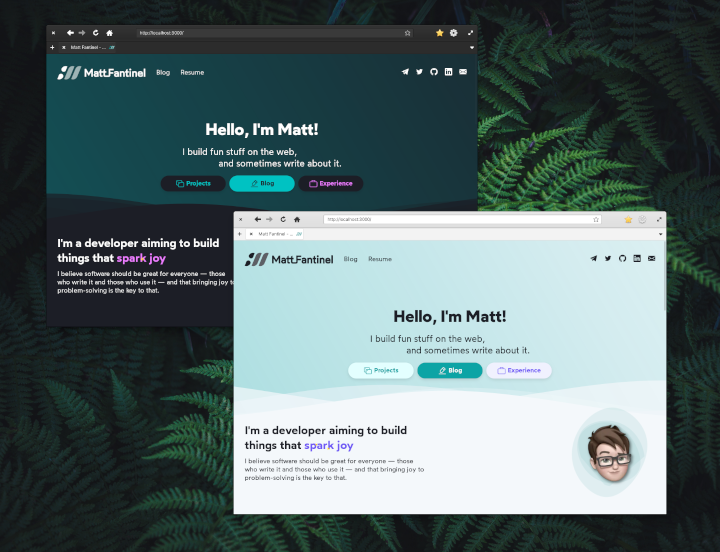 http://localhost:3000/
Matt Fantinel - ...
Matt.Fantinel
Blog
Resume
Hello, I'm Matt!
I build fun stuff on the web,
and sometimes write about it.
Projects
Blog
Experience
I'm a developer aiming to build
things that spark joy
I believe software should be great for everyone — those
who write it and those who use it — and that bringing joy to
problem-solving is the key to that.
http://localhost:3000/
Matt Fantinel - ...
Matt.Fantinel
Blog
Resume
Hello, I'm Matt!
I build fun stuff on the web,
and sometimes write about it.
Projects
Blog
Experience
I'm a developer aiming to build
things that spark joy
I believe software should be great for everyone — those
who write it and those who use it — and that bringing joy to
problem-solving is the key to that.